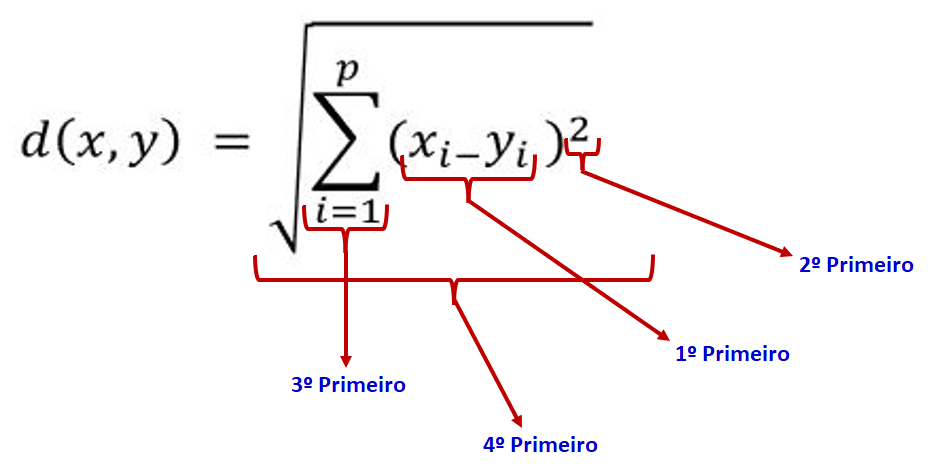 d(x, y) = √ p ∑ i=1 (x_i − y_i )²
2º Primeiro
1º Primeiro
3º Primeiro
4º Primeiro